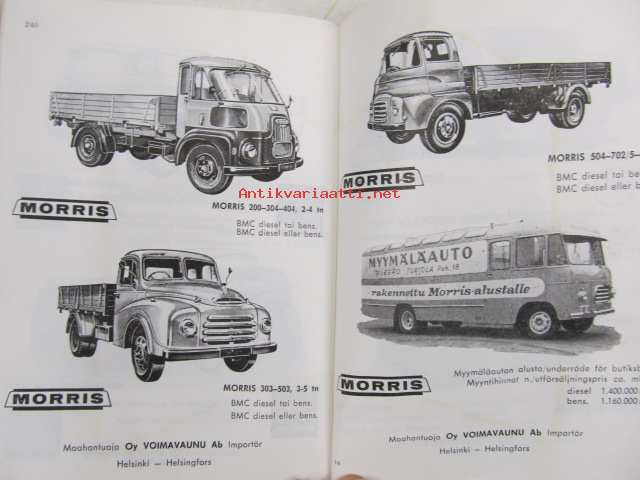 240
MORRIS
MORRIS 200-304-404, 2-4 tn
BMC diesel tai bens.
BMC diesel eller bens.
MORRIS
MORRIS 303-503, 3-5 tn
BMC diesel tai bens.
BMC diesel eller bens.
Maahantuoja Oy VOIMAVAUNU Ab Importör
Helsinki — Helsingfors
MORRIS 504-702/5-
BMC diesel tai bens.
BMC diesel eller bens.
MORRIS
MYYMÄLÄAUTO
rakennettu Morris-alustalle
Myymäläauton alusta/underrede för butiksb
Myyntihinnat n./utförsäljningspris ca. m
diesel 1.400.000
bens. 1.160.000
MORRIS
Maahantuoja Oy VOIMAVAUNU Ab Importör
Helsinki — Helsingfors
16
Antikvariaatti.net